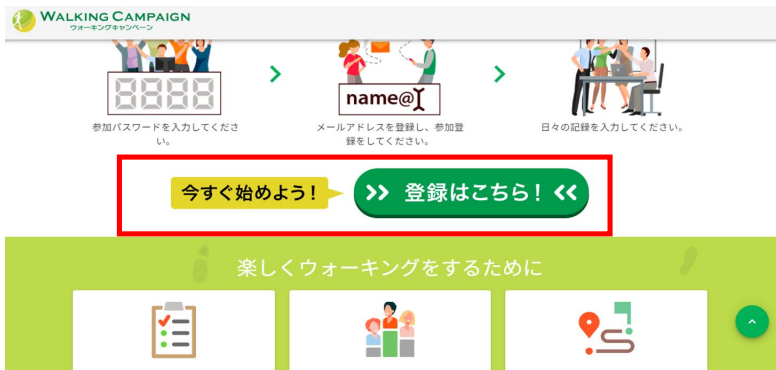 WALKING CAMPAIGN
ウオーキングキャンペーン
8888
name@
参加パスワードを入力してくださ
い。
メールアドレスを登録し、参加登
録をしてください。
日々の記録を入力してください。
今すぐ始めよう!
>> 登録はこちら! <<
楽しくウォーキングをするために